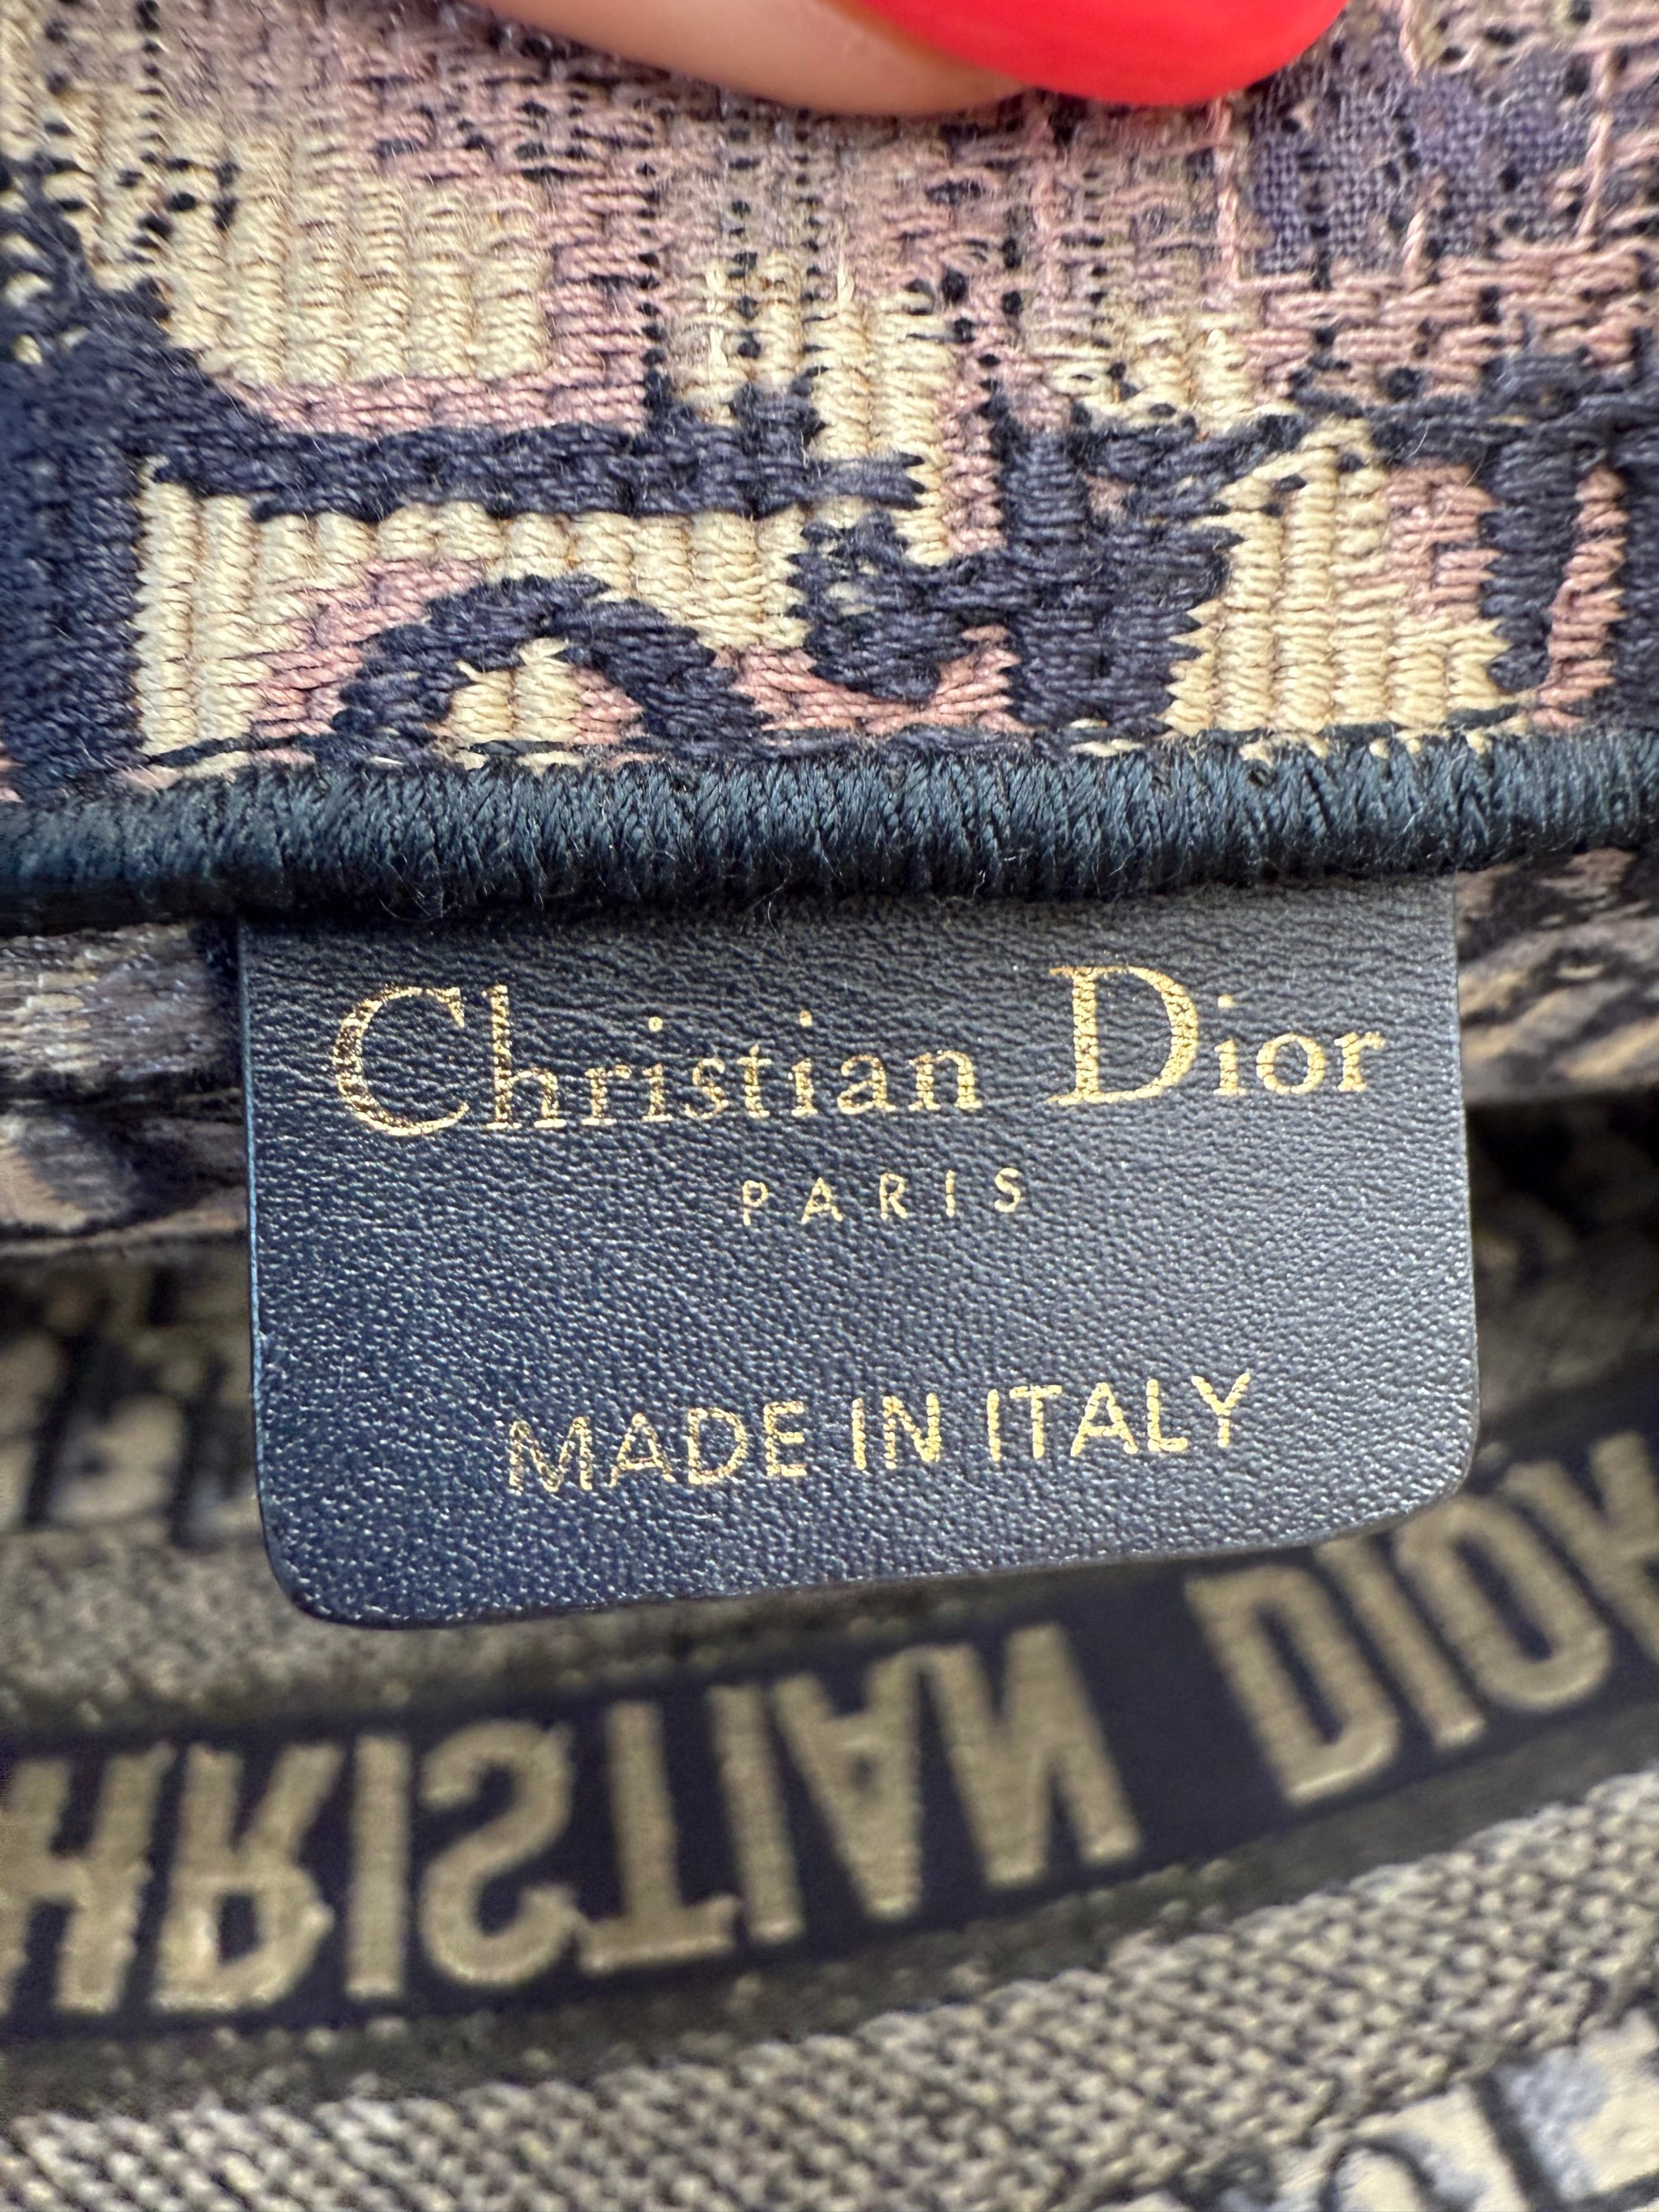 Christian Dior
PARIS
MADE IN ITALY
CHRISTIAN DIOR